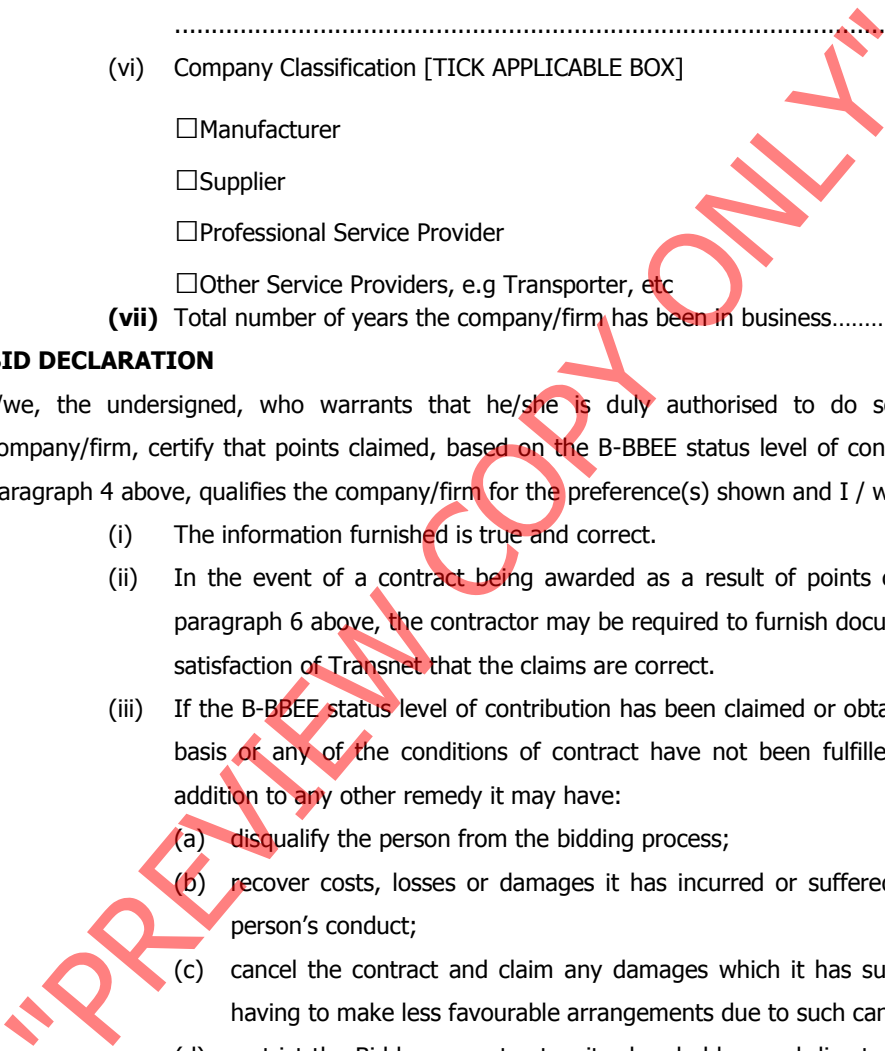 (vi) Company Classification [TICK APPLICABLE BOX]
☐Manufacturer
☐Supplier
☐Professional Service Provider
☐Other Service Providers, e.g Transporter, etc
(vii) Total number of years the company/firm has been in business………
BID DECLARATION
I/we, the undersigned, who warrants that he/she is duly authorised to do so
company/firm, certify that points claimed, based on the B-BBEE status level of
paragraph 4 above, qualifies the company/firm for the preference(s) shown and I /
(i) The information furnished is true and correct.
(ii) In the event of a contract being awarded as a result of points
paragraph 6 above, the contractor may be required to furnish
satisfaction of Transnet that the claims are correct.
(iii) If the B-BBEE status level of contribution has been claimed or
basis or any of the conditions of contract have not been
addition to any other remedy it may have:
(a) disqualify the person from the bidding process;
(b) recover costs, losses or damages it has incurred or suffered
person's conduct;
(c) cancel the contract and claim any damages which it has
having to make less favourable arrangements due to such
"PREVIEW COPY ONLY"